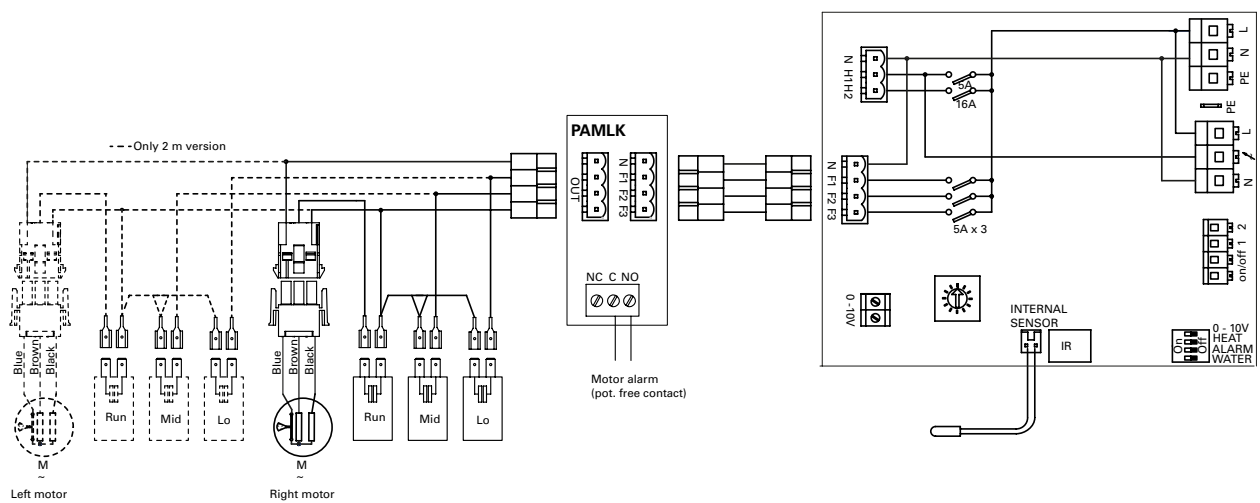 ----Only 2 m version
Blue
Brown
Black
Run
Mid
Lo
M
~
Left motor
Blue
Brown
Black
Run
Mid
Lo
M
~
Right motor
PAMLK
OUT
N F1 F2 F3
NC C NO
Motor alarm
(pot. free contact)
N H1H2
5A
16A
N F1 F2 F3
5A x 3
0 -10V
INTERNAL
SENSOR
IR
L
N
PE
PE
L
N
on/off 1 2
On
Off
0 - 10V
HEAT
ALARM
WATER